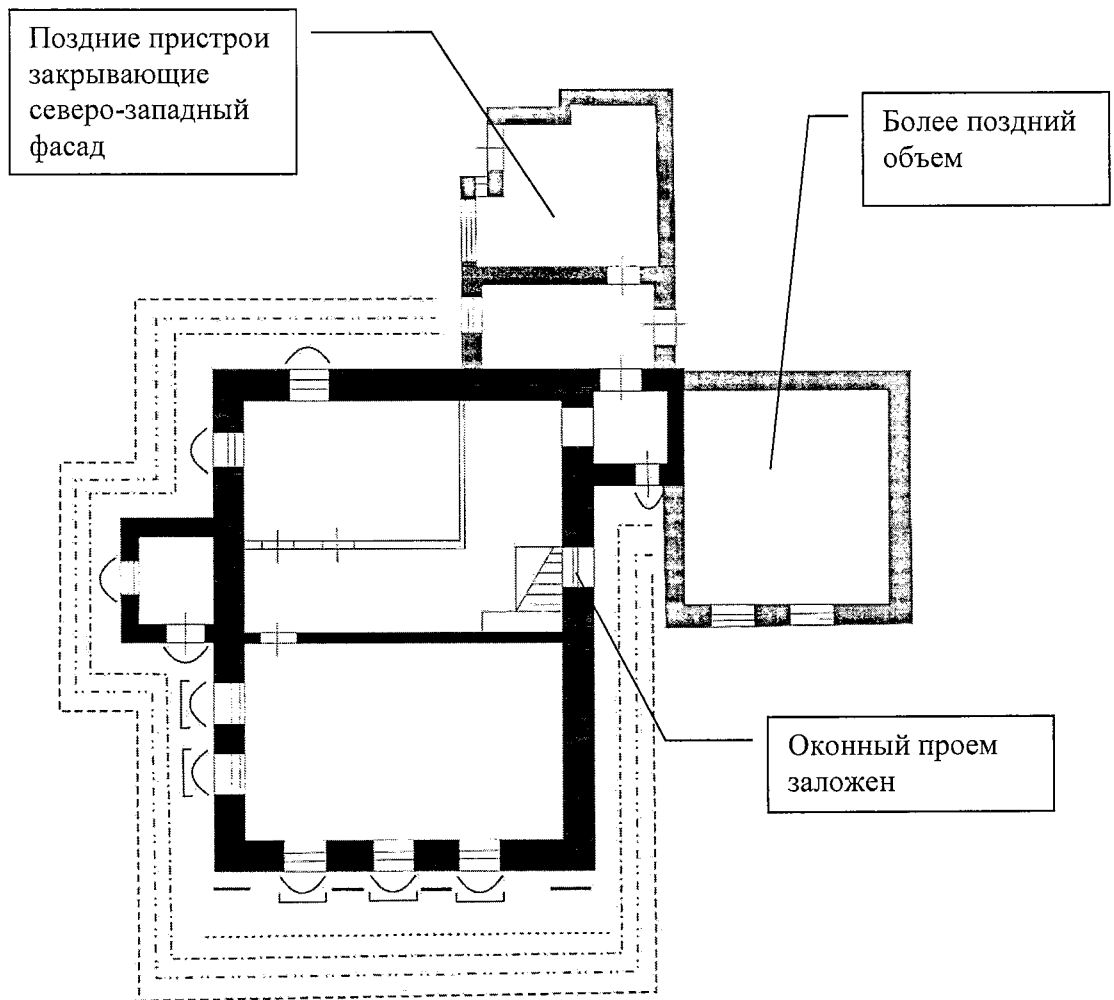 Поздние пристрои
закрывающие
северо-западный
фасад
Более поздний
объем
Оконный проем
заложен